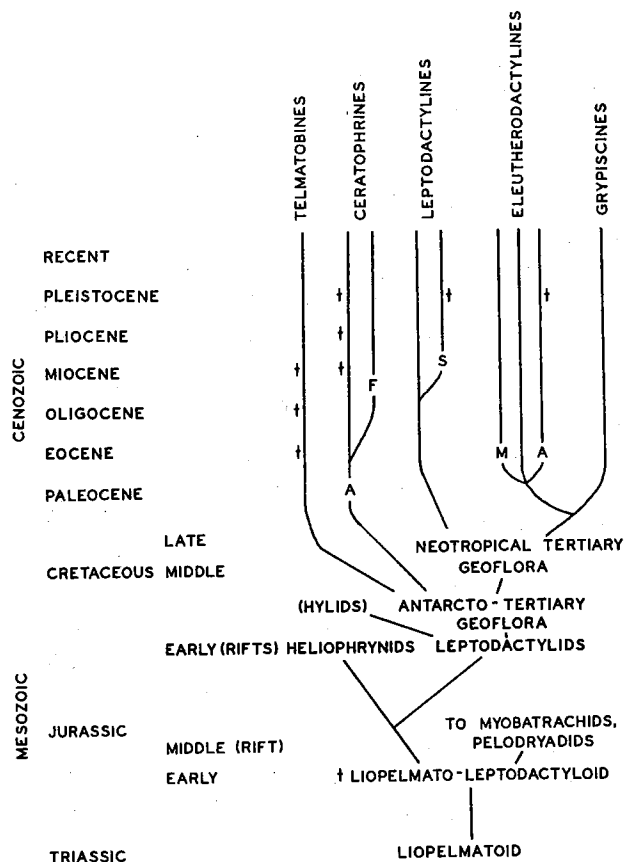 TELMATOBINES
CERATOPHRINES
LEPTODACTYLINES
ELEUTHERODACTYLINES
GRYPISCINES
CENOZOIC
RECENT
PLEISTOCENE † † †
PLIOCENE †
S
MIOCENE † †
F
OLIGOCENE †
EOCENE † M A
PALEOCENE A
LATE
NEOTROPICAL TERTIARY
GEOFLORA
CRETACEOUS MIDDLE
(HYLIDS) ANTARCTO-TERTIARY
GEOFLORA
EARLY (RIFTS) HELIOPHRYNIDS LEPTODACTYLIDS
MESOZOIC
JURASSIC
TO MYOBATRACHIDS,
PELODRYADIDS
MIDDLE (RIFT)
EARLY † LIOPELMATO-LEPTODACTYLOID
TRIASSIC LIOPELMATOID